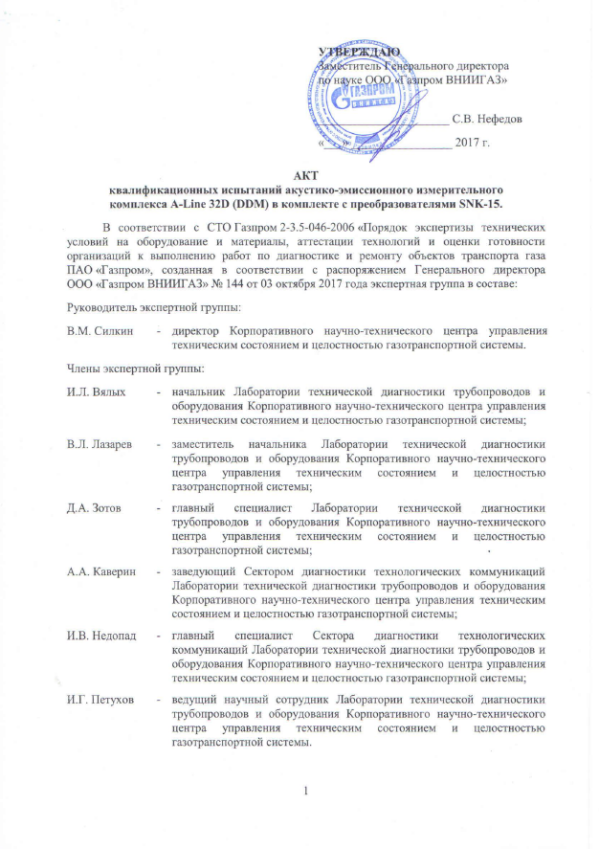 УТВЕРЖДАЮ
Заместитель Генерального директора
по науке ООО «Газпром ВНИИГАЗ»
ГАЗПРОМ
С.В. Нефедов
«____» ____________ 2017 г.
АКТ
квалификационных испытаний акустико-эмиссионного измерительного
комплекса A-Line 32D (DDM) в комплекте с преобразователями SNK-15.
В соответствии с СТО Газпром 2-3.5-046-2006 «Порядок экспертизы технических
условий на оборудование и материалы, аттестации технологий и оценки готовности
организаций к выполнению работ по диагностике и ремонту объектов транспорта газа
ПАО «Газпром», созданная в соответствии с распоряжением Генерального директора
ООО «Газпром ВНИИГАЗ» № 144 от 03 октября 2017 года экспертная группа в составе:
Руководитель экспертной группы:
В.М. Силкин - директор Корпоративного научно-технического центра управления
техническим состоянием и целостностью газотранспортной системы.
Члены экспертной группы:
И.Л. Вялых - начальник Лаборатории технической диагностики трубопроводов и
оборудования Корпоративного научно-технического центра управления
техническим состоянием и целостностью газотранспортной системы;
В.Л. Лазарев - заместитель начальника Лаборатории технической диагностики
трубопроводов и оборудования Корпоративного научно-технического
центра управления техническим состоянием и целостностью
газотранспортной системы;
Д.А. Зотов - главный специалист Лаборатории технической диагностики
трубопроводов и оборудования Корпоративного научно-технического
центра управления техническим состоянием и целостностью
газотранспортной системы;
А.А. Каверин - заведующий Сектором диагностики технологических коммуникаций
Лаборатории технической диагностики трубопроводов и оборудования
Корпоративного научно-технического центра управления техническим
состоянием и целостностью газотранспортной системы;
И.В. Недопад - главный специалист Сектора диагностики технологических
коммуникаций Лаборатории технической диагностики трубопроводов и
оборудования Корпоративного научно-технического центра управления
техническим состоянием и целостностью газотранспортной системы;
И.Г. Петухов - ведущий научный сотрудник Лаборатории технической диагностики
трубопроводов и оборудования Корпоративного научно-технического
центра управления техническим состоянием и целостностью
газотранспортной системы.
1